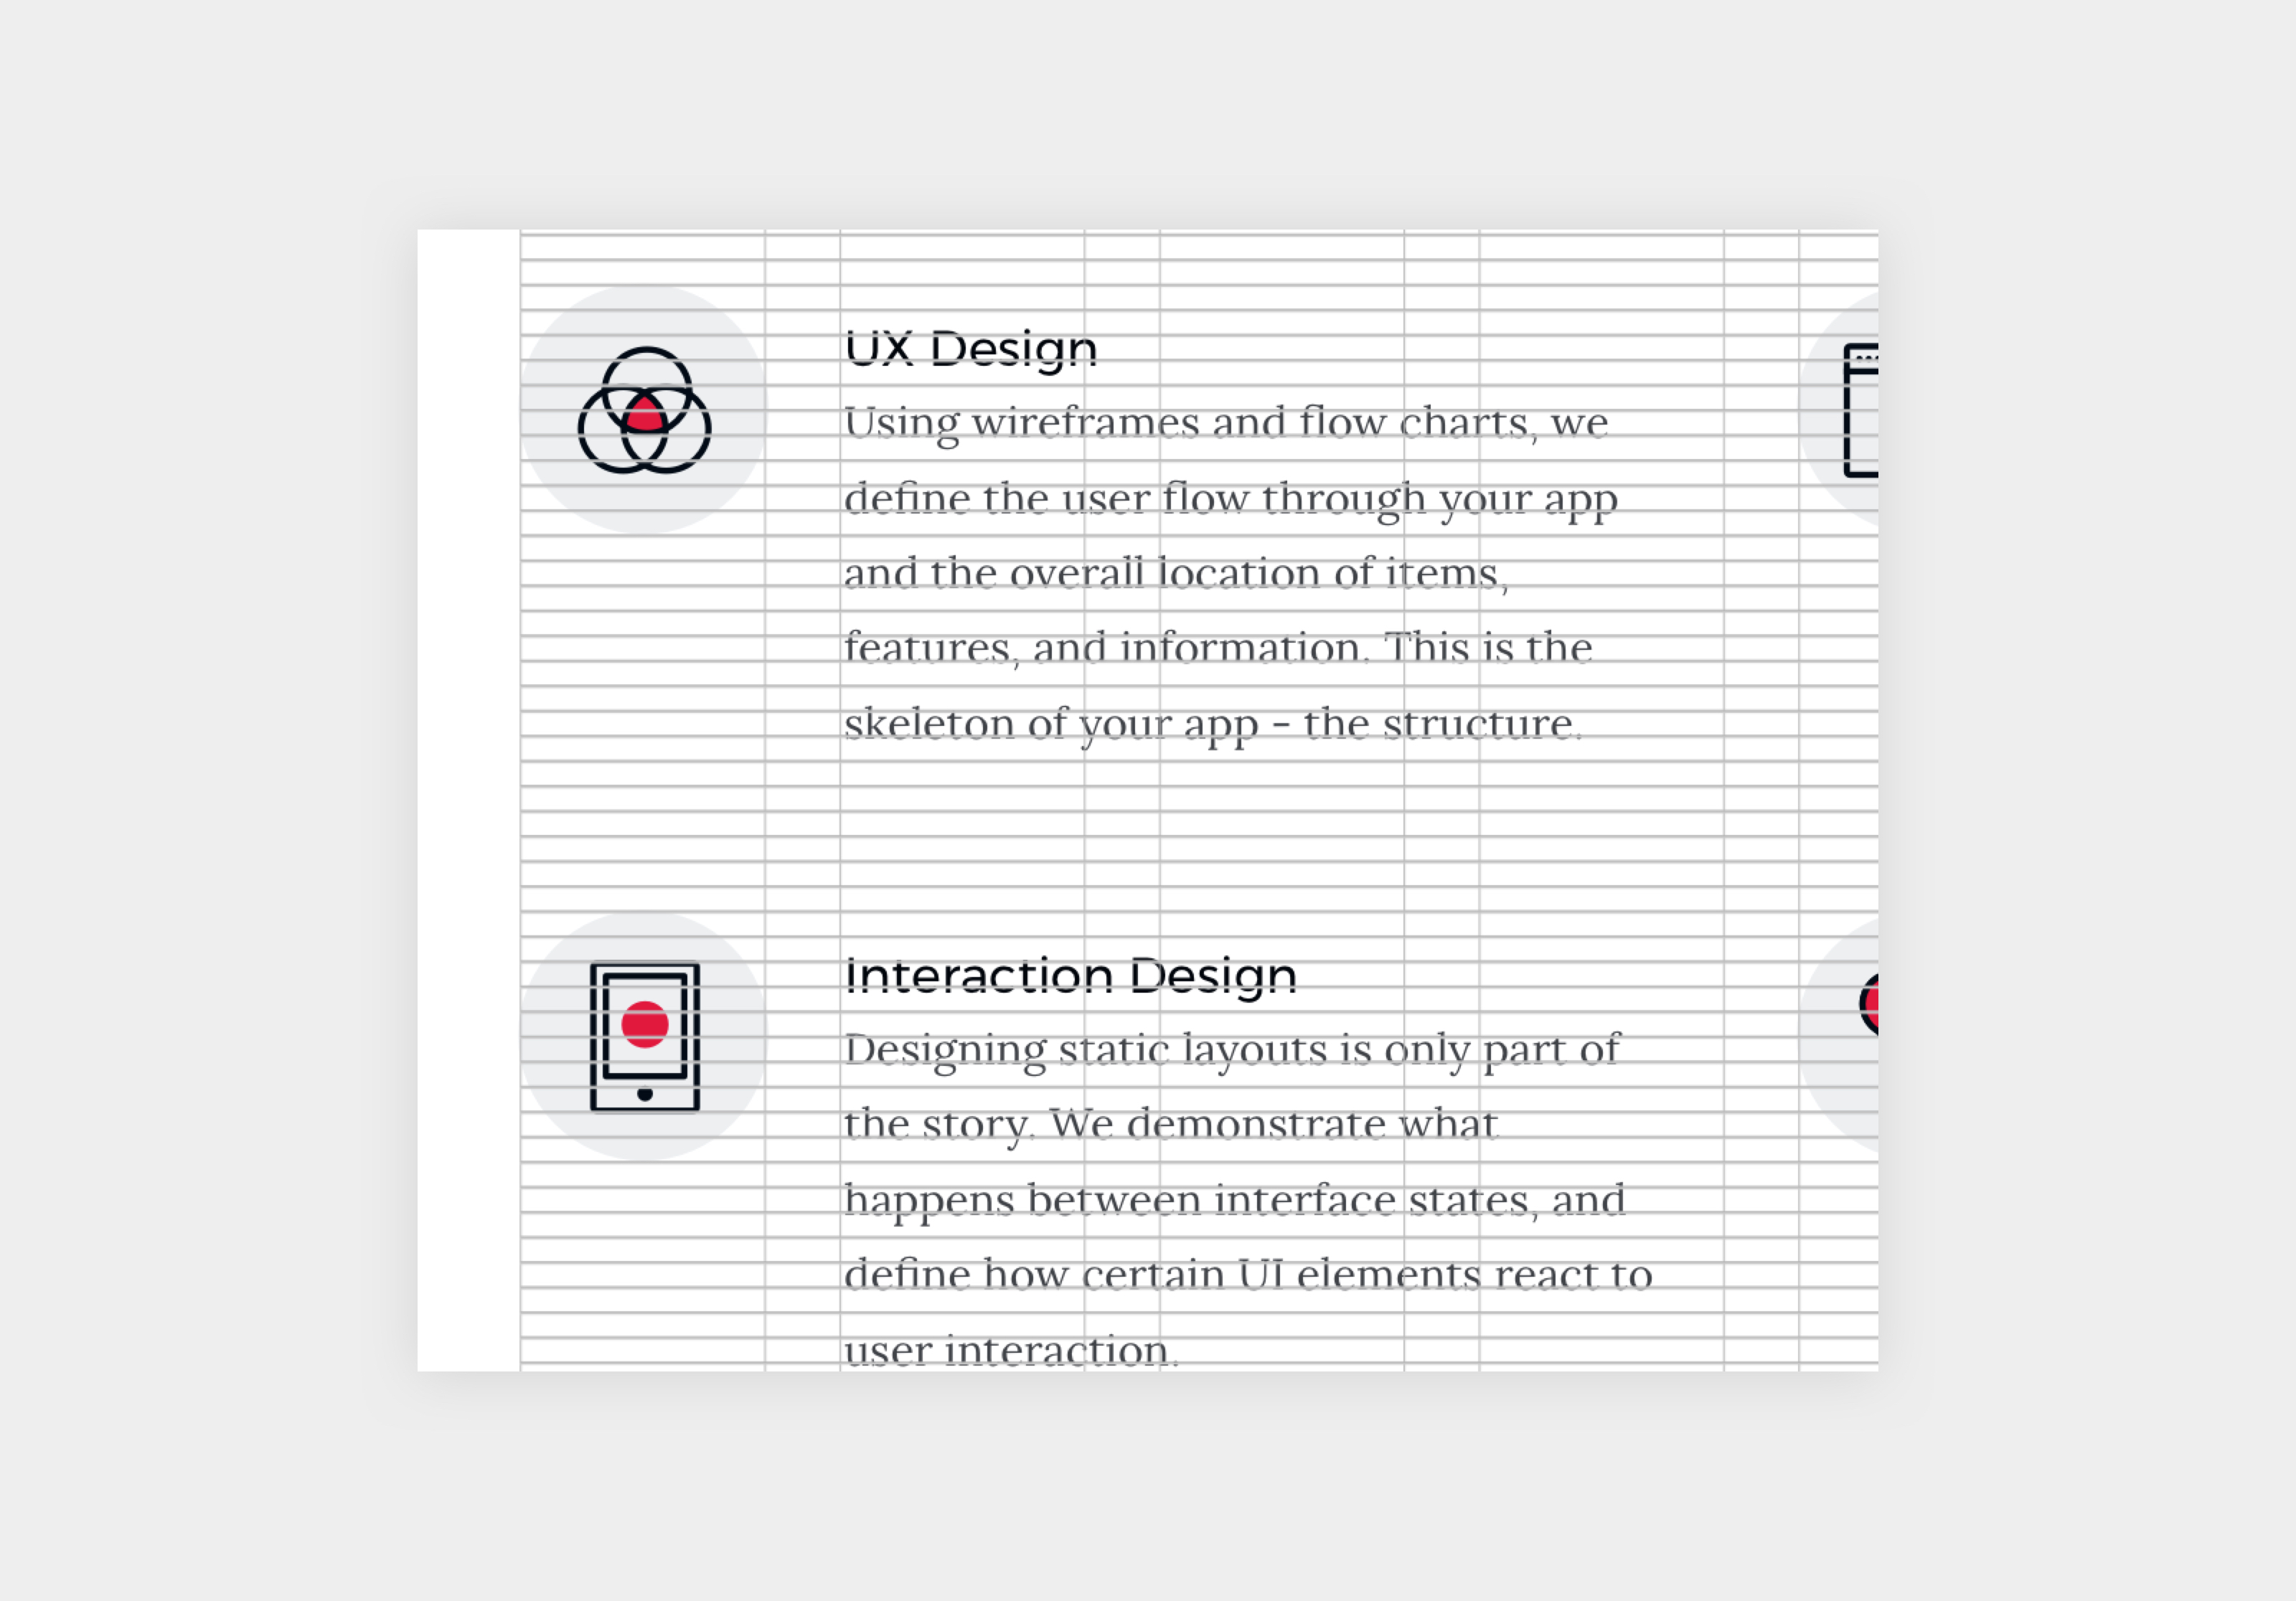 UX Design
Using wireframes and flow charts, we
define the user flow through your app
and the overall location of items,
features, and information. This is the
skeleton of your app - the structure.
Interaction Design
Designing static layouts is only part of
the story. We demonstrate what
happens between interface states, and
define how certain UI elements react to
user interaction.